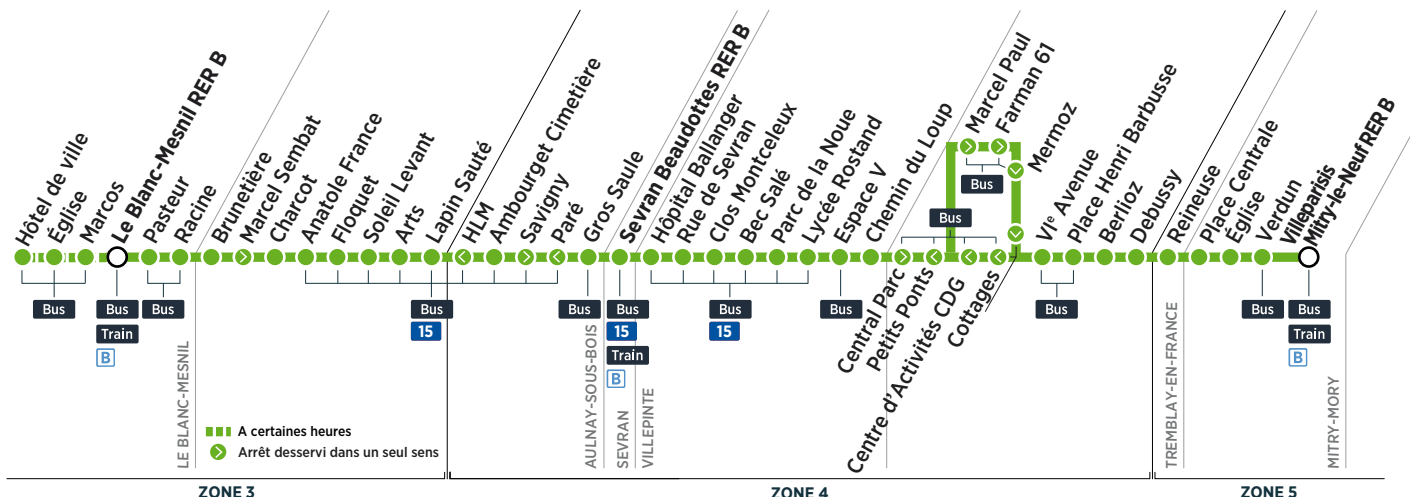 Hôtel de ville
Église
Marcos
Le Blanc-Mesnil RER B
Pasteur
Racine
Brunetière
Marcel Sembat
Charcot
Anatole France
Floquet
Soleil Levant
Arts
Lapin Sauté
HLM
Ambourget Cimetière
Savigny
Paré
Gros Saule
Sevran Beaudottes RER B
Hôpital Ballanger
Rue de Sevran
Clos Montceleux
Bec Salé
Parc de la Noue
Lycée Rostand
Espace V
Chemin du Loup
Marcel Paul
Farman 61
Mermoz
VIe Avenue
Place Henri Barbusse
Berlioz
Debussy
Reineuse
Place Centrale
Église
Verdun
Villeparisis
Mitry-le-Neuf RER B
Central Parc
Petits Ponts
Centre d'Activités CDG
Cottages
Bus
Bus
Train
B
Bus
Bus
15
Bus
Bus
15
Train
B
Bus
15
Bus
Bus
Bus
Bus
Bus
Bus
Train
B
LE BLANC-MESNIL
AULNAY-SOUS-BOIS
SEVRAN
VILLEPINTE
TREMBLAY-EN-FRANCE
MITRY-MORY
A certaines heures
Arrêt desservi dans un seul sens
ZONE 3
ZONE 4
ZONE 5